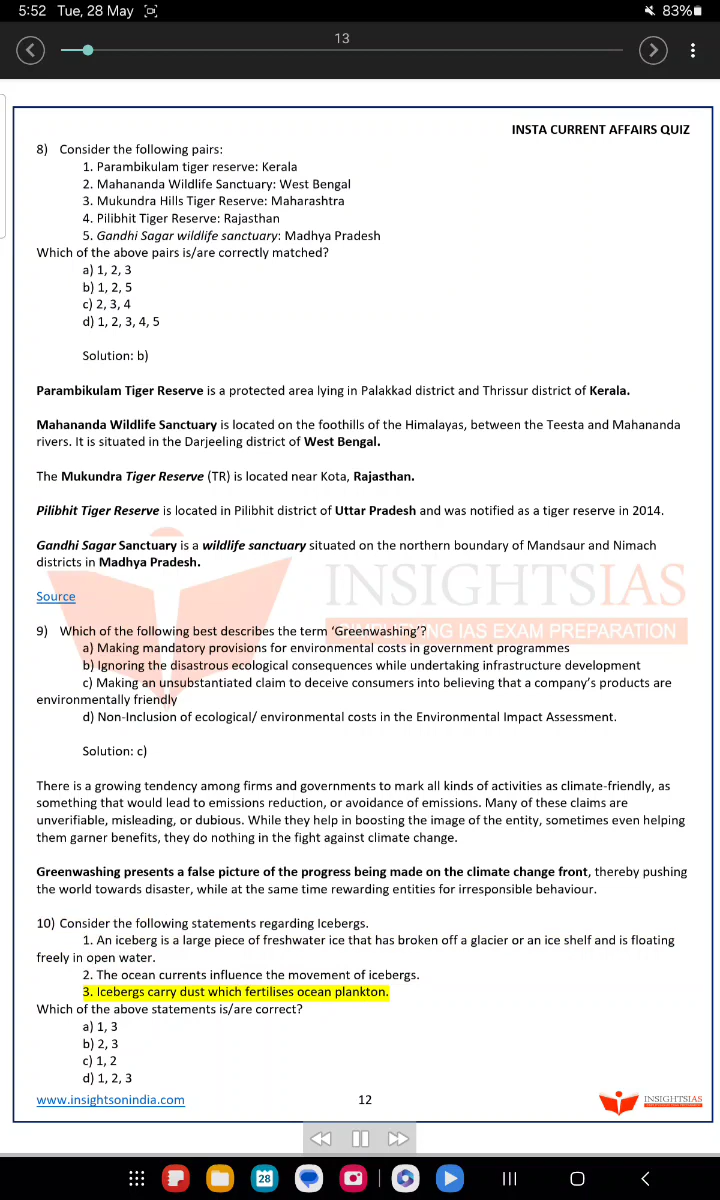 5:52 Tue, 28 May
83%
13
INSTA CURRENT AFFAIRS QUIZ
8) Consider the following pairs:
1. Parambikulam tiger reserve: Kerala
2. Mahananda Wildlife Sanctuary: West Bengal
3. Mukundra Hills Tiger Reserve: Maharashtra
4. Pilibhit Tiger Reserve: Rajasthan
5. Gandhi Sagar wildlife sanctuary: Madhya Pradesh
Which of the above pairs is/are correctly matched?
a) 1, 2, 3
b) 1, 2, 5
c) 2, 3, 4
d) 1, 2, 3, 4, 5
Solution: b)
Parambikulam Tiger Reserve is a protected area lying in Palakkad district and Thrissur district of Kerala.
Mahananda Wildlife Sanctuary is located on the foothills of the Himalayas, between the Teesta and Mahananda
rivers. It is situated in the Darjeeling district of West Bengal.
The Mukundra Tiger Reserve (TR) is located near Kota, Rajasthan.
Pilibhit Tiger Reserve is located in Pilibhit district of Uttar Pradesh and was notified as a tiger reserve in 2014.
Gandhi Sagar Sanctuary is a wildlife sanctuary situated on the northern boundary of Mandsaur and Nimach
districts in Madhya Pradesh.
INSIGHTSIAS
Source
9) Which of the following best describes the term 'Greenwashing'?
IAS EXAM PREPARATION
a) Making mandatory provisions for environmental costs in government programmes
b) Ignoring the disastrous ecological consequences while undertaking infrastructure development
c) Making an unsubstantiated claim to deceive consumers into believing that a company's products are
environmentally friendly
d) Non-Inclusion of ecological/ environmental costs in the Environmental Impact Assessment.
Solution: c)
There is a growing tendency among firms and governments to mark all kinds of activities as climate-friendly, as
something that would lead to emissions reduction, or avoidance of emissions. Many of these claims are
unverifiable, misleading, or dubious. While they help in boosting the image of the entity, sometimes even helping
them garner benefits, they do nothing in the fight against climate change.
Greenwashing presents a false picture of the progress being made on the climate change front, thereby pushing
the world towards disaster, while at the same time rewarding entities for irresponsible behaviour.
10) Consider the following statements regarding Icebergs.
1. An iceberg is a large piece of freshwater ice that has broken off a glacier or an ice shelf and is floating
freely in open water.
2. The ocean currents influence the movement of icebergs.
3. Icebergs carry dust which fertilises ocean plankton.
Which of the above statements is/are correct?
a) 1, 3
b) 2, 3
c) 1, 2
d) 1, 2, 3
www.insightsonindia.com
12
INSIGHTSIAS
28